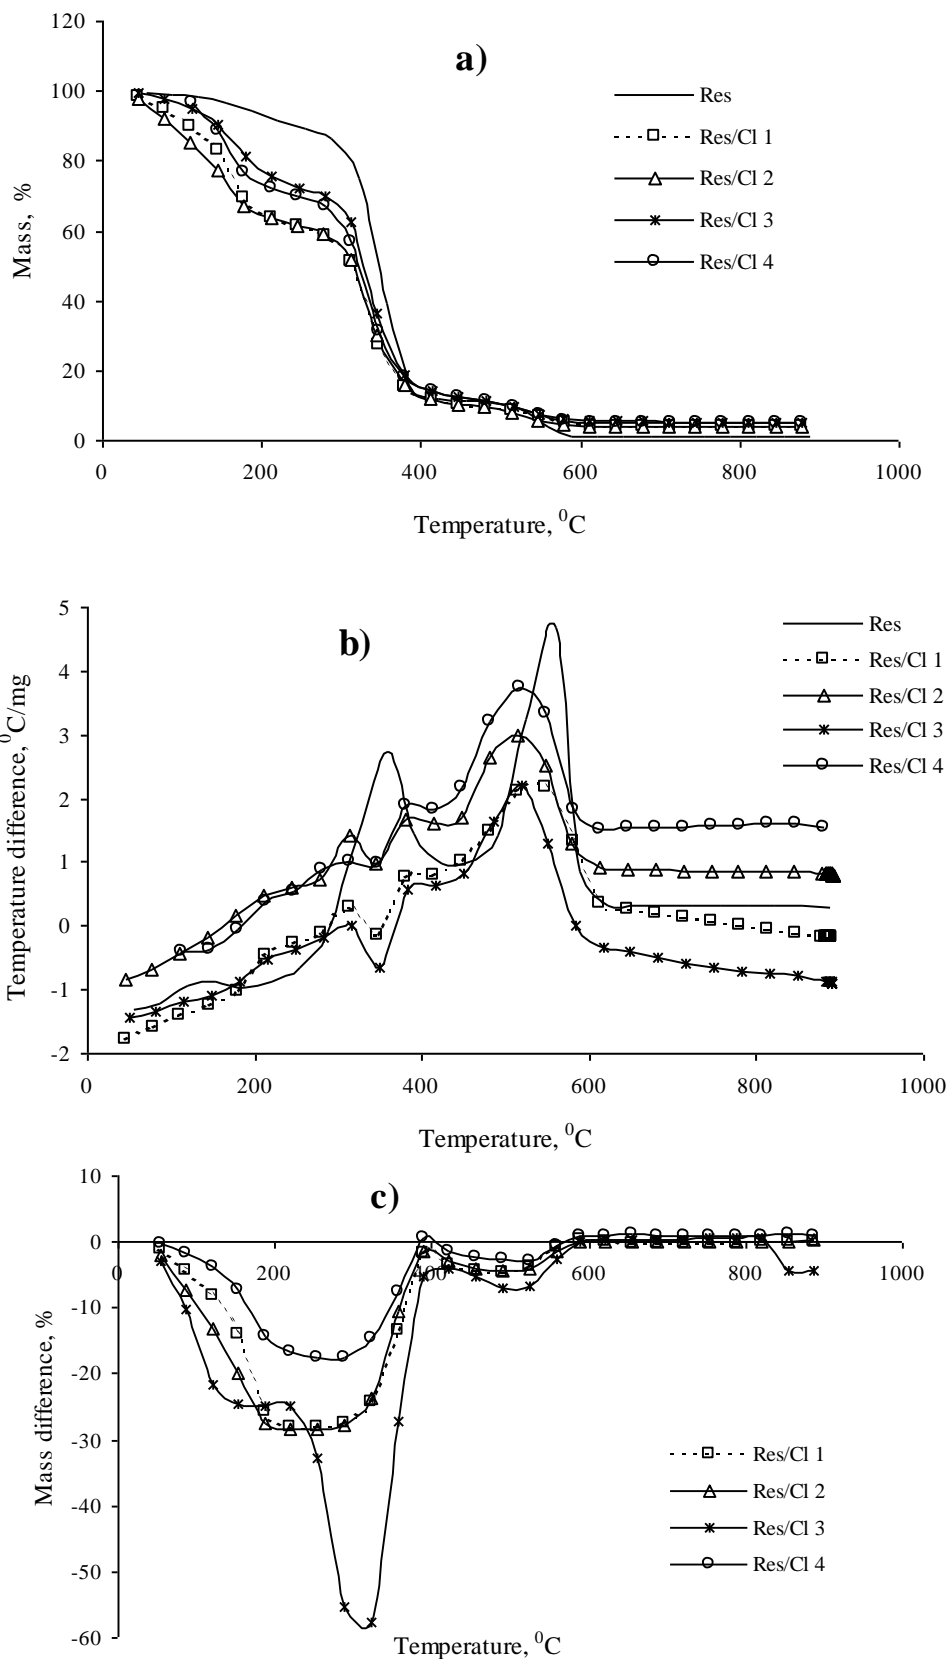 120
a)
100
Res
Res/Cl 1
80
Res/Cl 2
Mass, %
60
Res/Cl 3
Res/Cl 4
40
20
0
0 200 400 600 800 1000
Temperature, ⁰C
5
b)
Res
Res/Cl 1
4
Res/Cl 2
Res/Cl 3
Res/Cl 4
3
Temperature difference, ⁰C/mg
2
1
0
-1
-2
0 200 400 600 800 1000
Temperature, ⁰C
10
c)
0
0 200 400 600 800 1000
-10
-20
Mass difference, %
-30
Res/Cl 1
Res/Cl 2
-40
Res/Cl 3
Res/Cl 4
-50
-60
Temperature, ⁰C